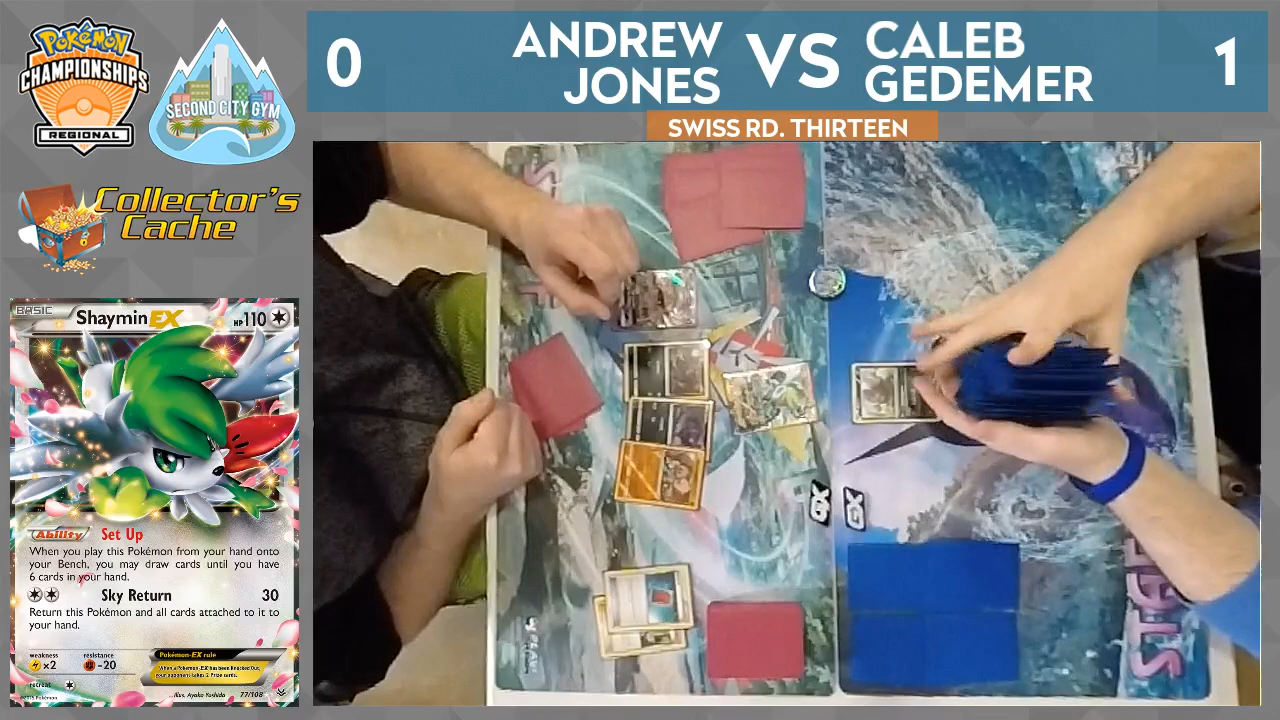 Pokémon
CHAMPIONSHIPS
REGIONAL
SECOND CITY GYM
0
ANDREW
JONES
VS
CALEB
GEDEMER
1
SWISS RD. THIRTEEN
Collector's
Cache
BASIC
Shaymin EX
HP110
Ability Set Up
When you play this Pokémon from your hand onto
your Bench, you may draw cards until you have
6 cards in your hand.
Sky Return 30
Return this Pokémon and all cards attached to it to
your hand.
weakness
x2
resistance
-20
retreat
Pokémon-EX rule
When a Pokémon-EX has been Knocked Out,
your opponent takes 2 Prize cards.
Illus. Ayaka Yoshida
77/108
GX
GX
STAFF